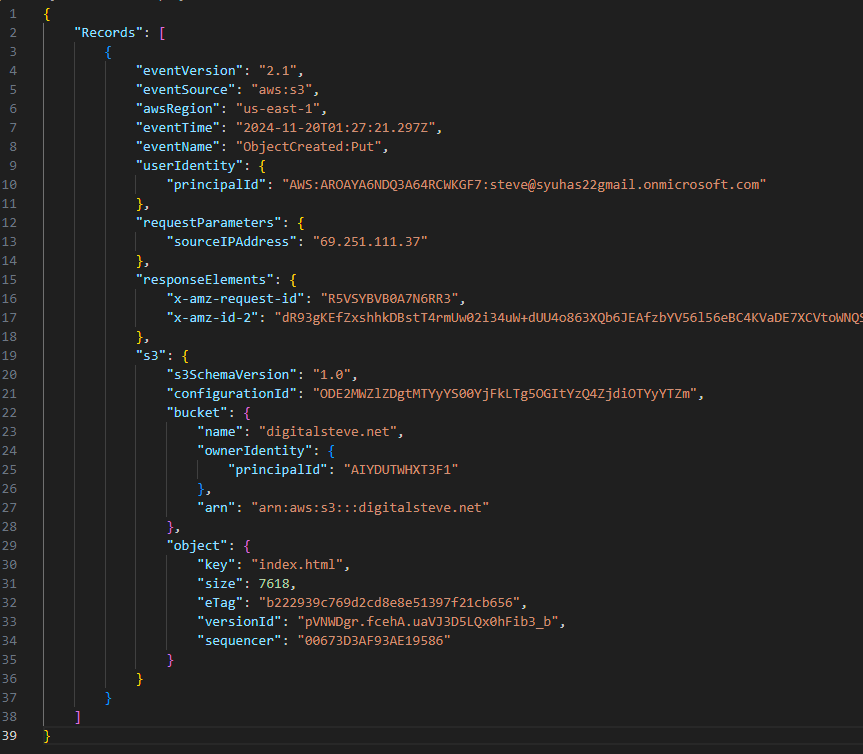 1 {
2 "Records": [
3 {
4 "eventVersion": "2.1",
5 "eventSource": "aws:s3",
6 "awsRegion": "us-east-1",
7 "eventTime": "2024-11-20T01:27:21.297Z",
8 "eventName": "ObjectCreated:Put",
9 "userIdentity": {
10 "principalId": "AWS:AROAYA6NDQ3A64RCWKGF7:steve@syuhas22gmail.onmicrosoft.com"
11 },
12 "requestParameters": {
13 "sourceIPAddress": "69.251.111.37"
14 },
15 "responseElements": {
16 "x-amz-request-id": "R5VSYBVB0A7N6RR3",
17 "x-amz-id-2": "dR93gKEfZxshhkDBstT4rmUw02i34uW+dUU4o863XQb6JEAfzbYV56l56eBC4KVaDE7XCVtoWNQS
18 },
19 "s3": {
20 "s3SchemaVersion": "1.0",
21 "configurationId": "ODE2MWZlZDgtMTYyYS00YjFkLTg5OGItYzQ4ZjdiOTYyYTZm",
22 "bucket": {
23 "name": "digitalsteve.net",
24 "ownerIdentity": {
25 "principalId": "AIYDUTWHXT3F1"
26 },
27 "arn": "arn:aws:s3:::digitalsteve.net"
28 },
29 "object": {
30 "key": "index.html",
31 "size": 7618,
32 "eTag": "b222939c769d2cd8e8e51397f21cb656",
33 "versionId": "pVNWDgr.fcehA.uaVJ3D5LQx0hFib3_b",
34 "sequencer": "00673D3AF93AE19586"
35 }
36 }
37 }
38 ]
39 }